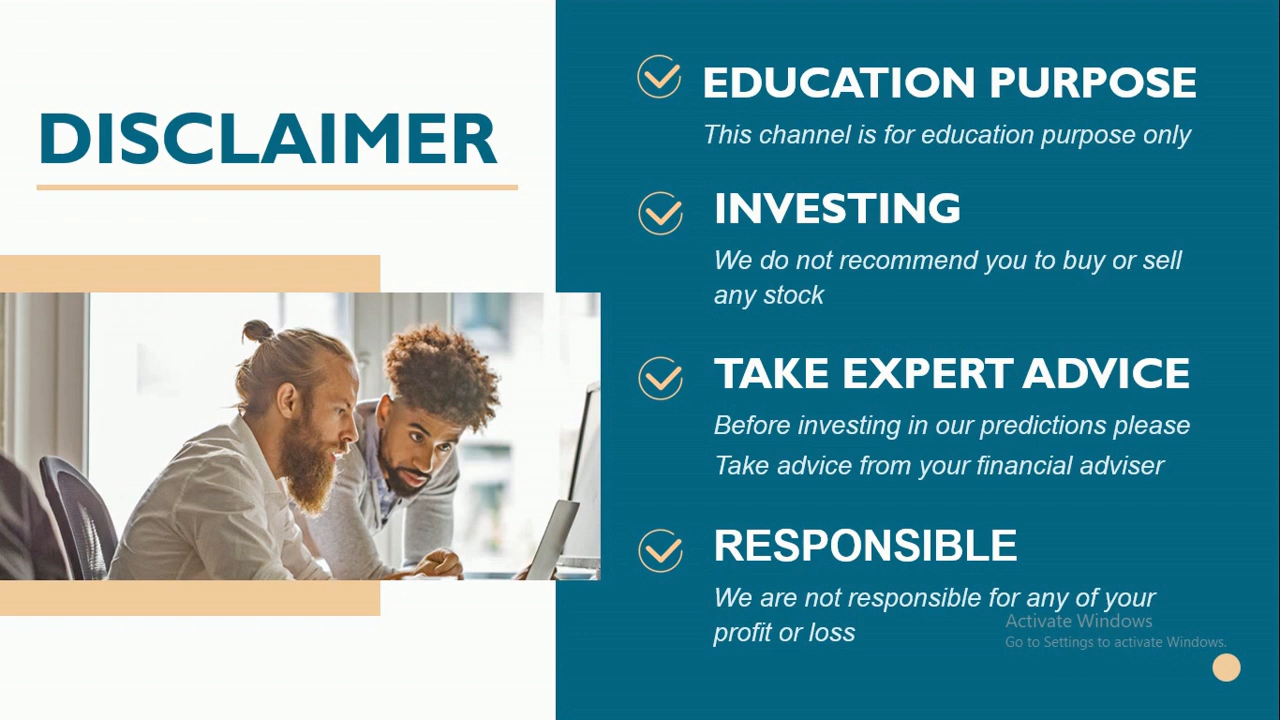 DISCLAIMER
EDUCATION PURPOSE
This channel is for education purpose only
INVESTING
We do not recommend you to buy or sell
any stock
TAKE EXPERT ADVICE
Before investing in our predictions please
Take advice from your financial adviser
RESPONSIBLE
We are not responsible for any of your
profit or loss
Activate Windows
Go to Settings to activate Windows.